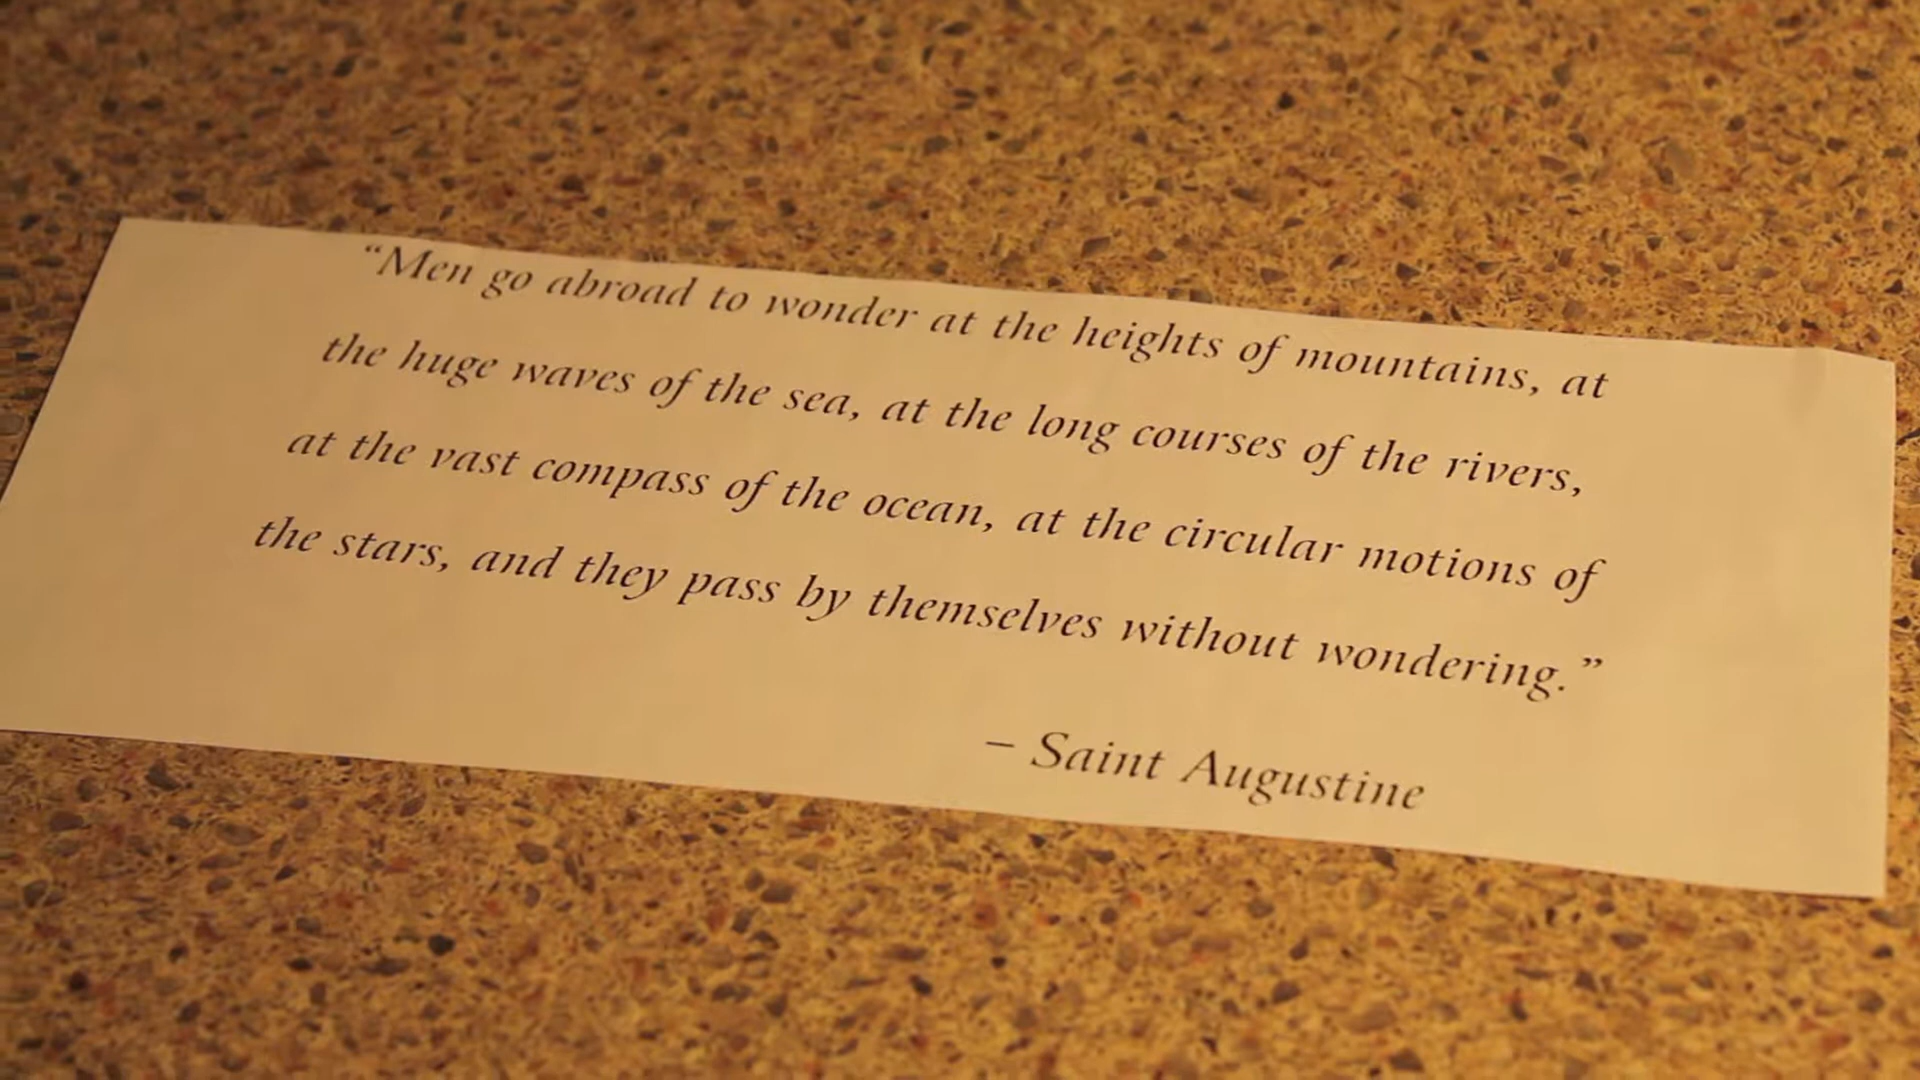 “Men go abroad to wonder at the heights of mountains, at
the huge waves of the sea, at the long courses of the rivers,
at the vast compass of the ocean, at the circular motions of
the stars, and they pass by themselves without wondering.”
– Saint Augustine